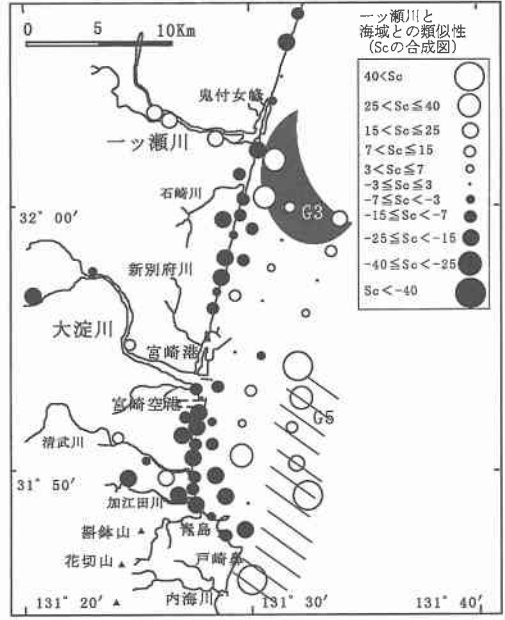 0 5 10Km
一ッ瀬川と
海域との類似性
(Scの合成図)
40<Sc
25<Sc≦40
15<Sc≦25
7<Sc≦15
3<Sc≦7
-3≦Sc≦3
-7≦Sc<-3
-15≦Sc<-7
-25≦Sc<-15
-40≦Sc<-25
Sc<-40
鬼付女峰
一ッ瀬川
石崎川
32° 00′
G3
新別府川
大淀川
宮崎港
宮崎空港
G5
清武川
31° 50′
加江田川
斟鉢山
青島
花切山
戸崎鼻
内海川
131° 20′ 131° 30′ 131° 40′